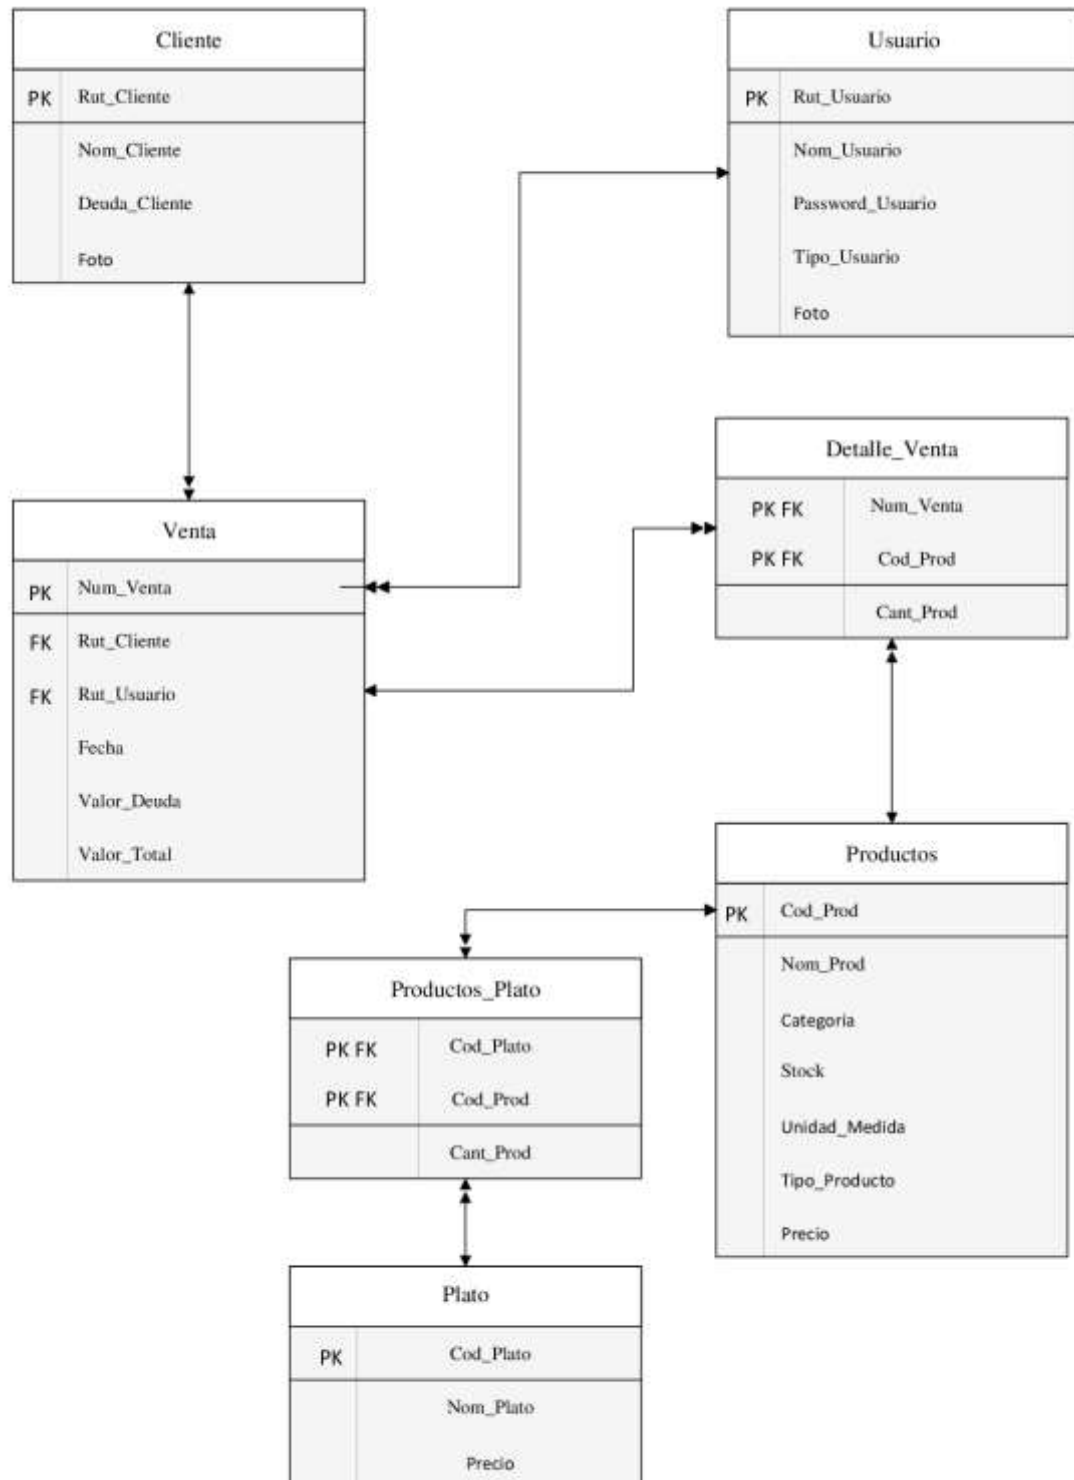 Cliente
PK Rut_Cliente
Nom_Cliente
Deuda_Cliente
Foto
Usuario
PK Rut_Usuario
Nom_Usuario
Password_Usuario
Tipo_Usuario
Foto
Venta
PK Num_Venta
FK Rut_Cliente
FK Rut_Usuario
Fecha
Valor_Deuda
Valor_Total
Detalle_Venta
PK FK Num_Venta
PK FK Cod_Prod
Cant_Prod
Productos
PK Cod_Prod
Nom_Prod
Categoria
Stock
Unidad_Medida
Tipo_Producto
Precio
Productos_Plato
PK FK Cod_Plato
PK FK Cod_Prod
Cant_Prod
Plato
PK Cod_Plato
Nom_Plato
Precio